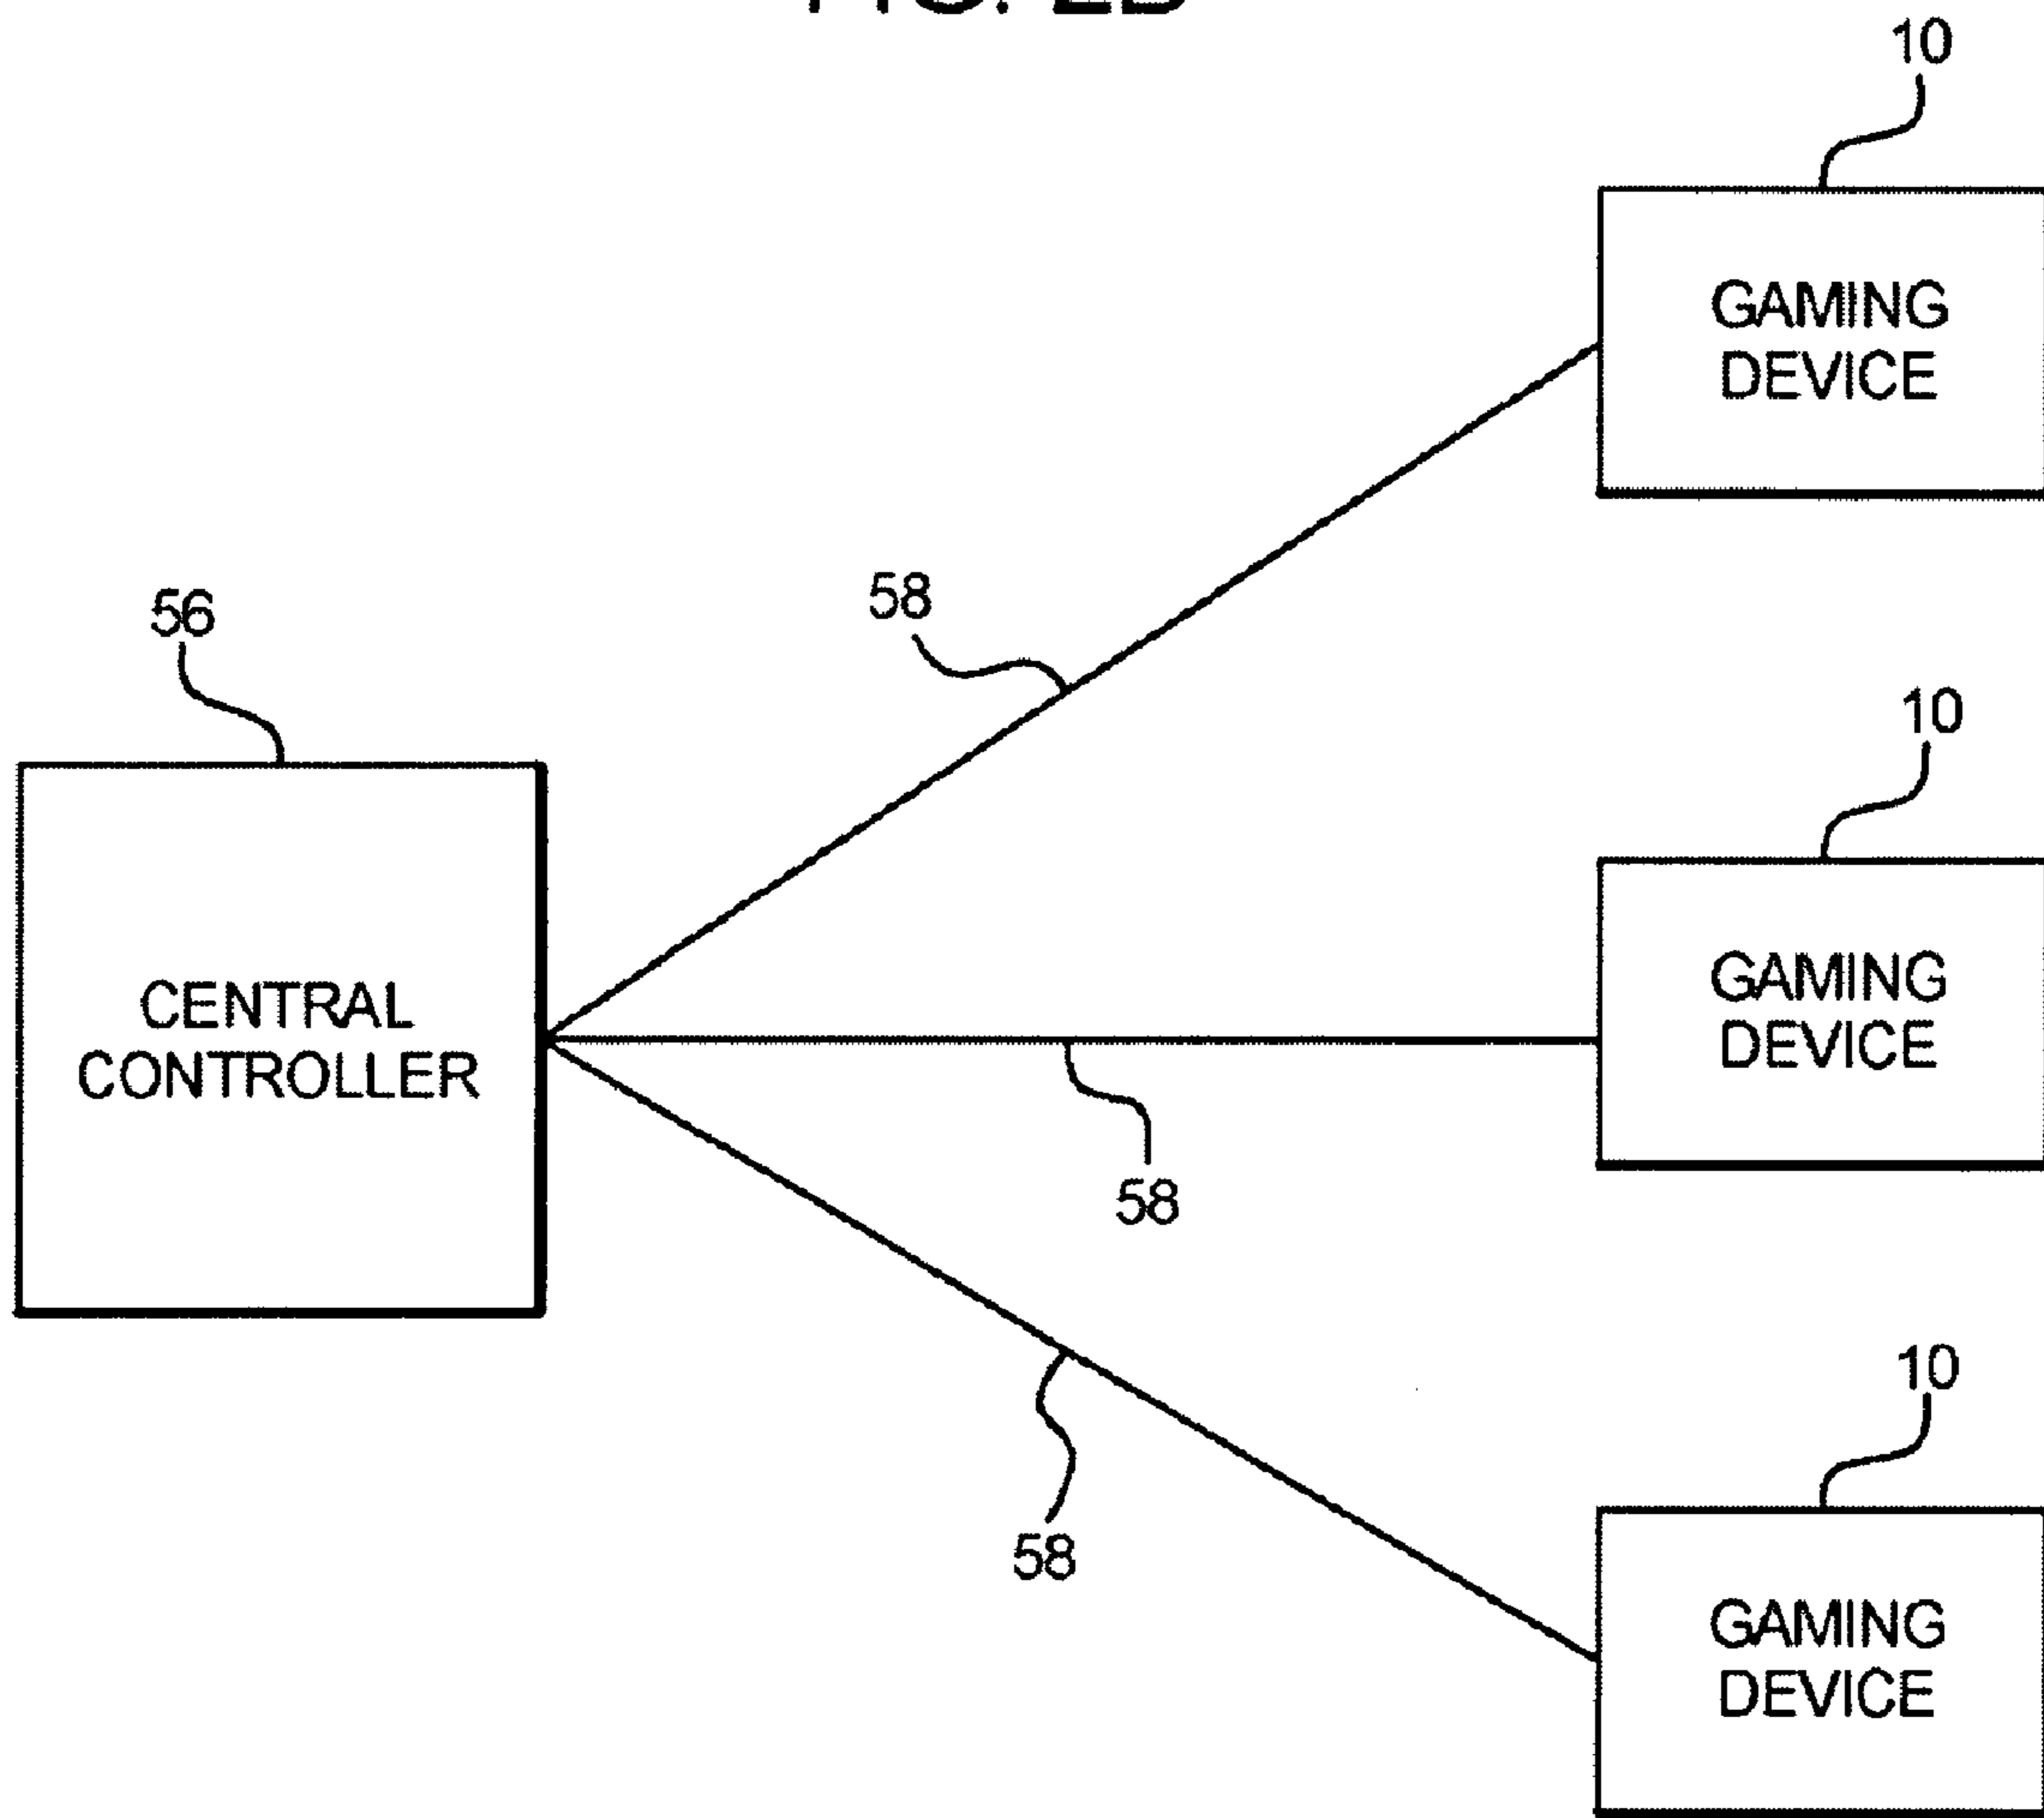 10
GAMING
DEVICE
58
56
10
CENTRAL
CONTROLLER
GAMING
DEVICE
58
10
58
GAMING
DEVICE